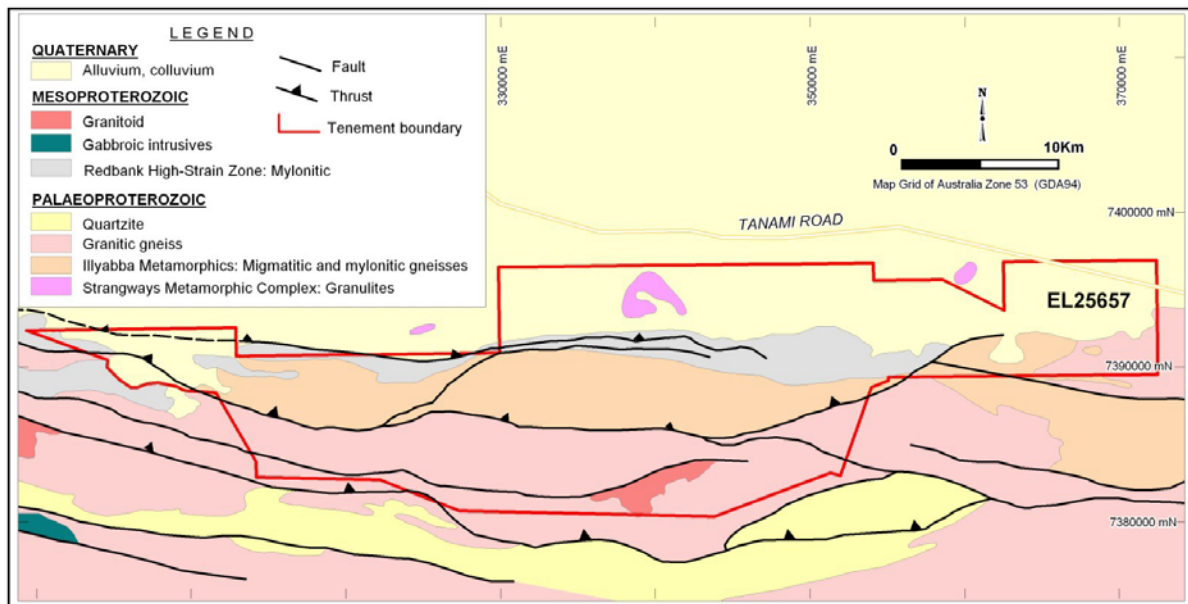 LEGEND
QUATERNARY
Alluvium, colluvium
MESOPROTEROZOIC
Granitoid
Gabbroic intrusives
Redbank High-Strain Zone: Mylonitic
PALAEOPROTEROZOIC
Quartzite
Granitic gneiss
Illyabba Metamorphics: Migmatitic and mylonitic gneisses
Strangways Metamorphic Complex: Granulites
Fault
Thrust
Tenement boundary
330000 mE
350000 mE
370000 mE
N
0 10Km
Map Grid of Australia Zone 53 (GDA94)
7400000 mN
TANAMI ROAD
EL25657
7390000 mN
7380000 mN